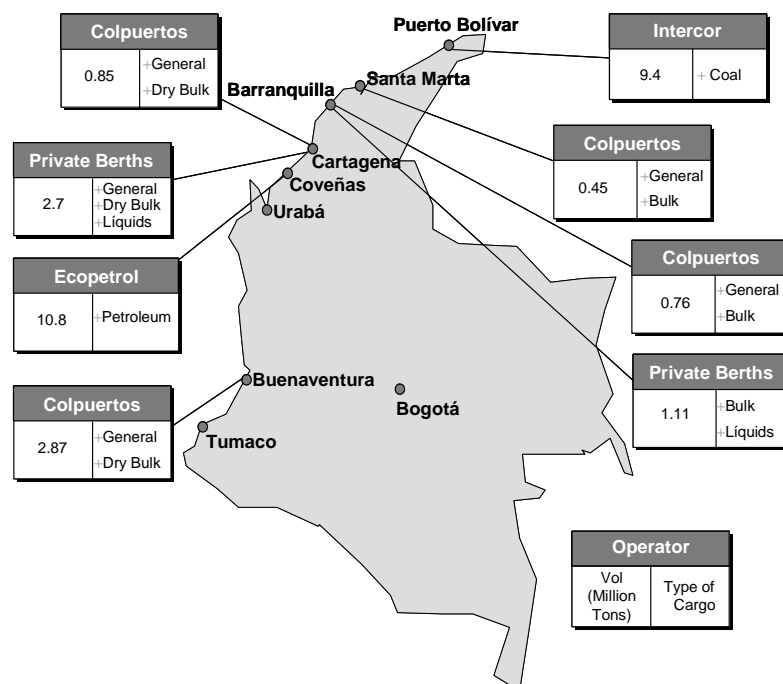 Puerto Bolívar
Santa Marta
Barranquilla
Cartagena
Coveñas
Urabá
Buenaventura
Bogotá
Tumaco
Colpuertos
0.85
+General
+Dry Bulk
Private Berths
2.7
+General
+Dry Bulk
+Líquids
Ecopetrol
10.8
+Petroleum
Colpuertos
2.87
+General
+Dry Bulk
Intercor
9.4
+ Coal
Colpuertos
0.45
+General
+Bulk
Colpuertos
0.76
+General
+Bulk
Private Berths
1.11
+Bulk
+Líquids
Operator
Vol
(Million
Tons)
Type of
Cargo